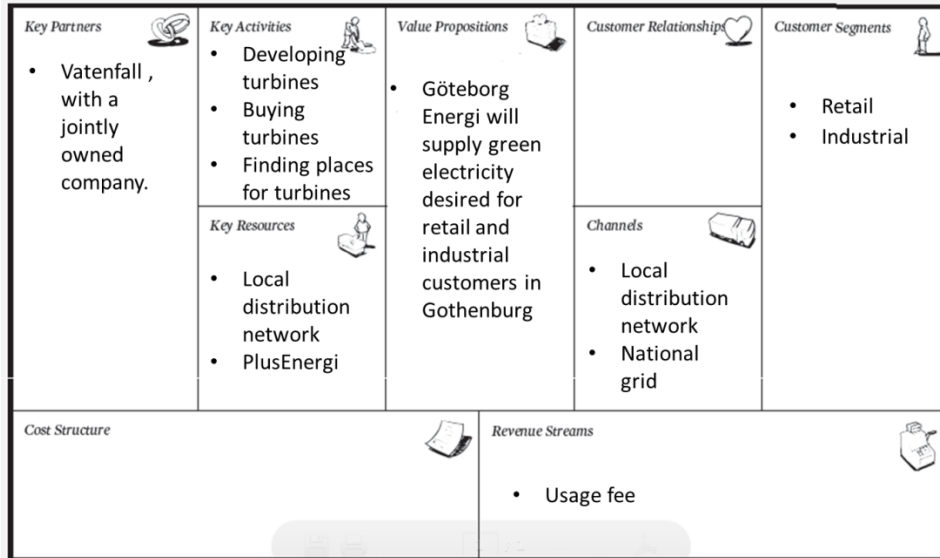 Key Partners
• Vatenfall ,
with a
jointly
owned
company.
Key Activities
• Developing
turbines
• Buying
turbines
• Finding places
for turbines
Key Resources
• Local
distribution
network
• PlusEnergi
Value Propositions
• Göteborg
Energi will
supply green
electricity
desired for
retail and
industrial
customers in
Gothenburg
Customer Relationships
Channels
• Local
distribution
network
• National
grid
Customer Segments
• Retail
• Industrial
Cost Structure
Revenue Streams
• Usage fee